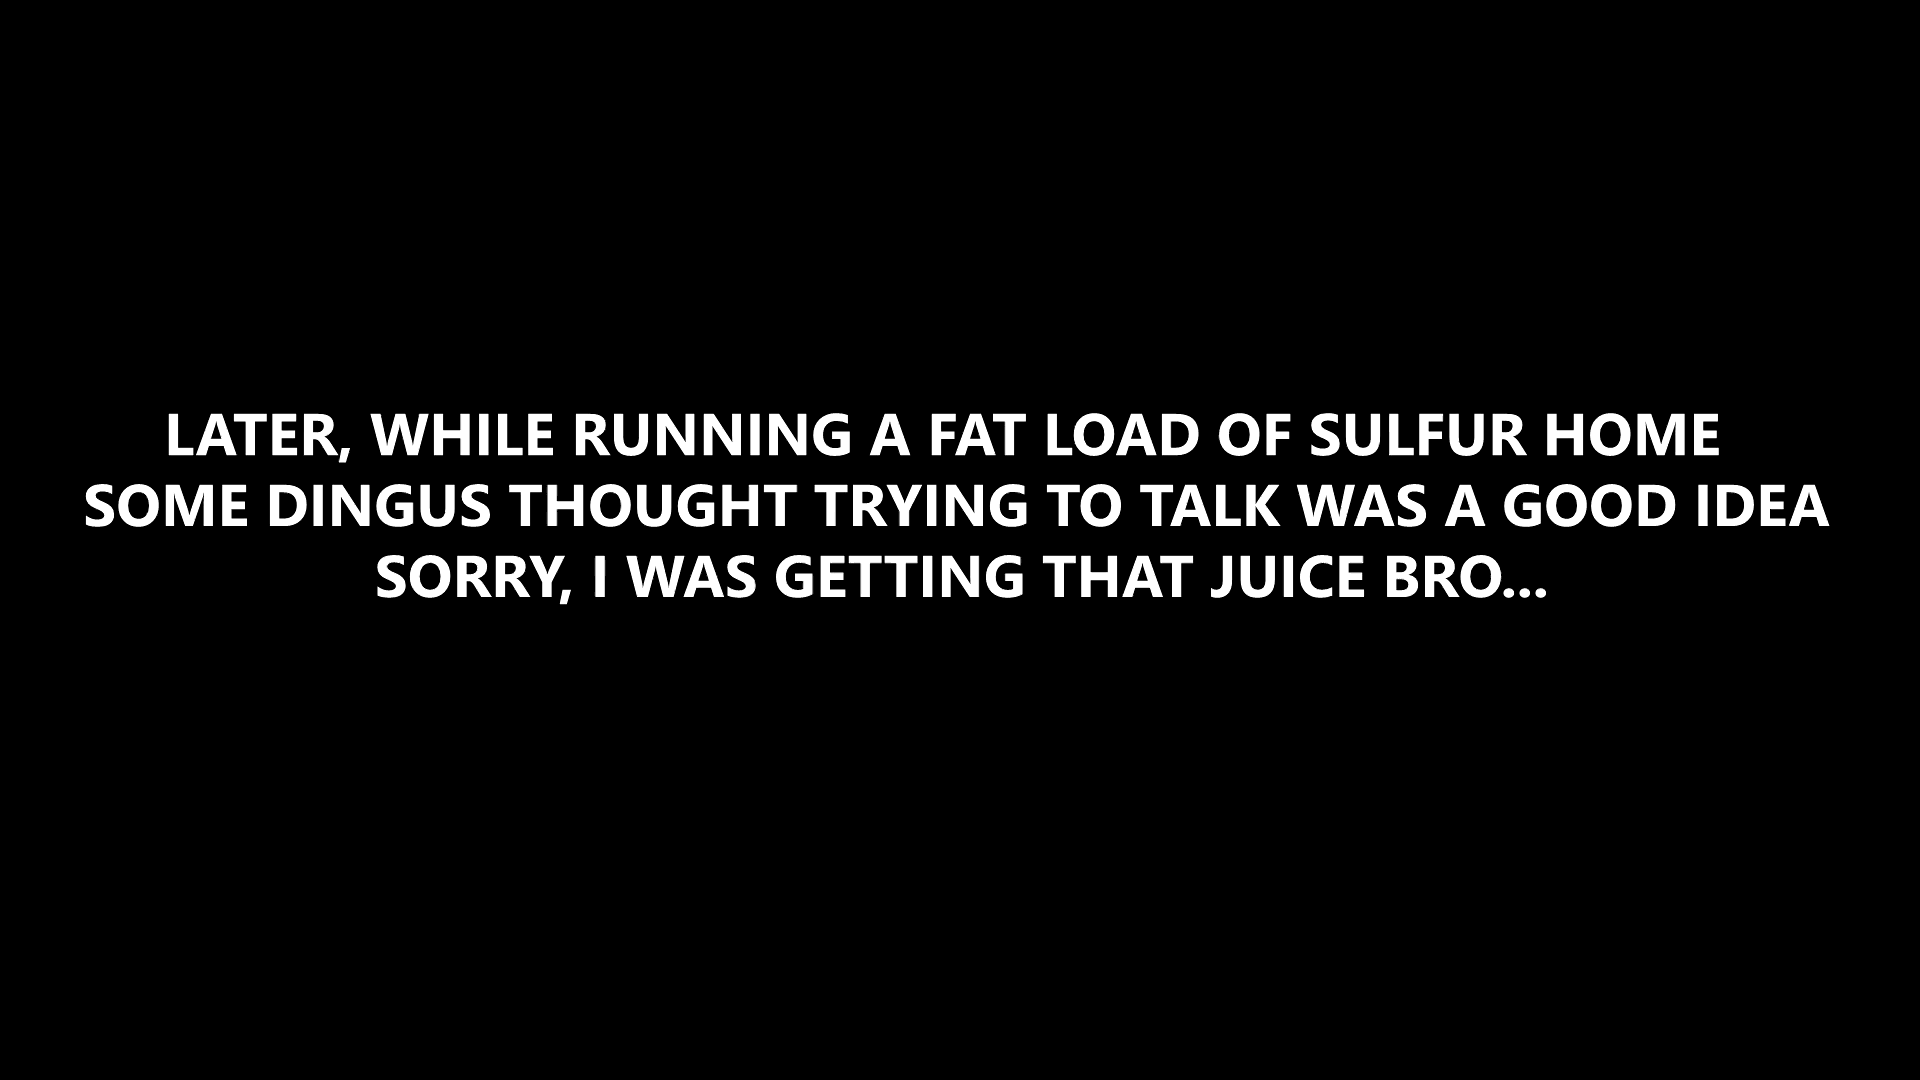 LATER, WHILE RUNNING A FAT LOAD OF SULFUR HOME
SOME DINGUS THOUGHT TRYING TO TALK WAS A GOOD IDEA
SORRY, I WAS GETTING THAT JUICE BRO...